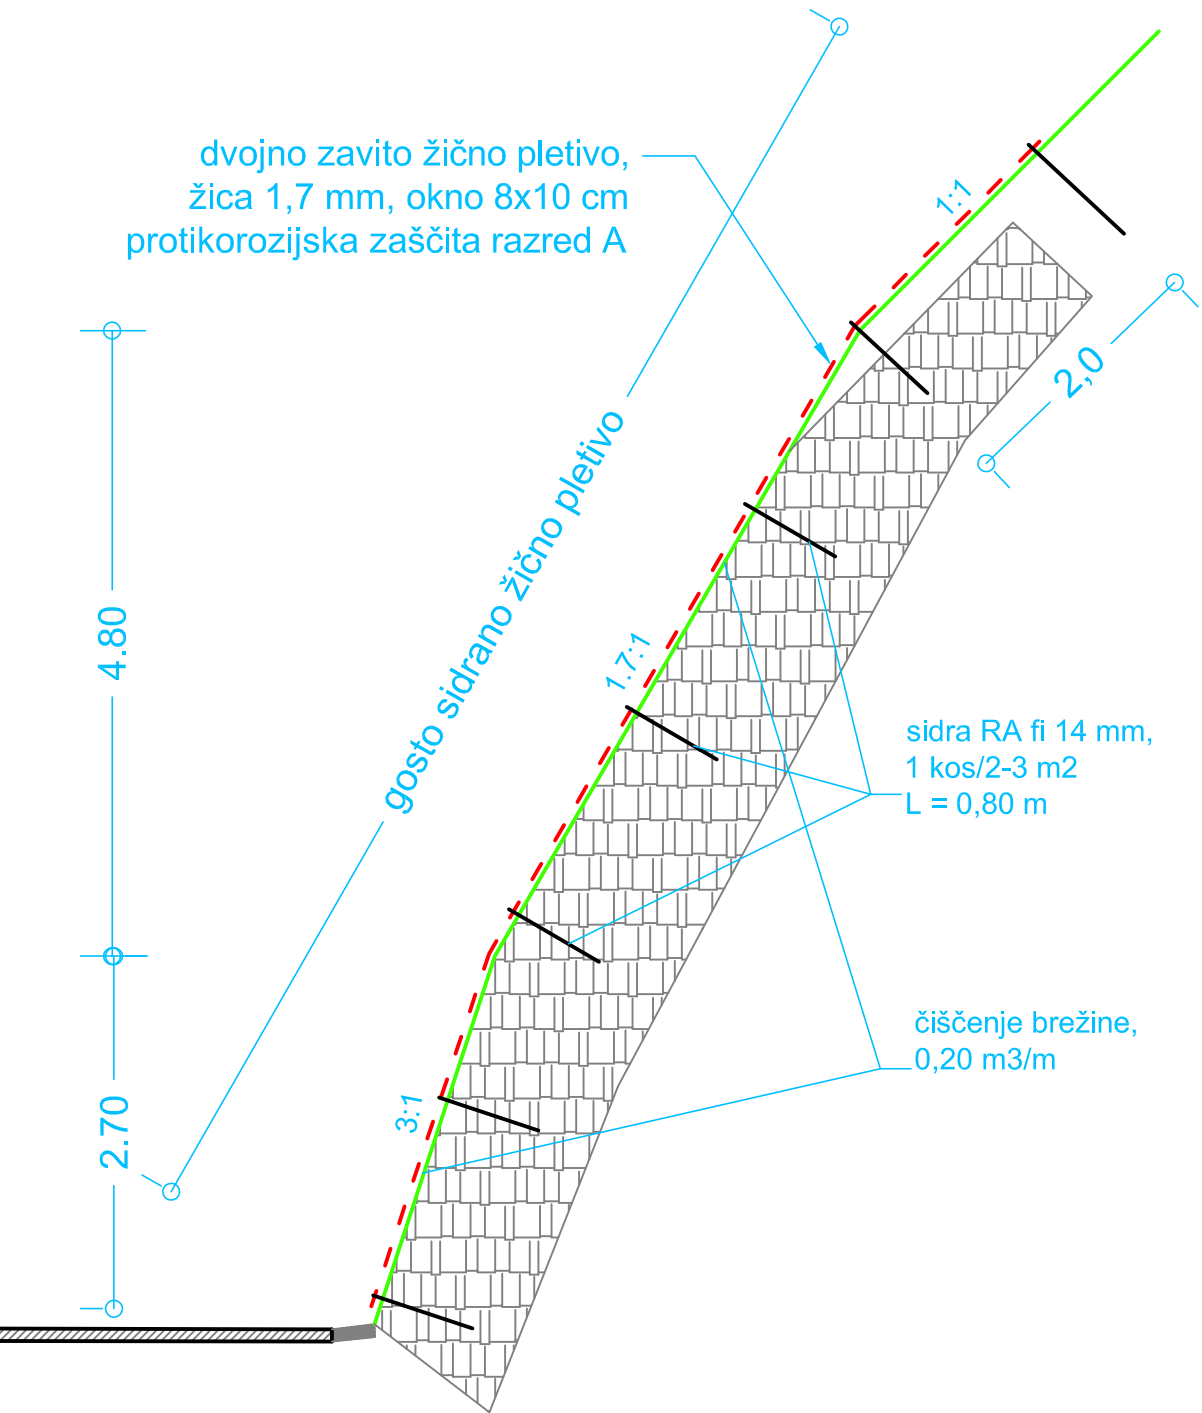 dvojno zavito žično pletivo,
žica 1,7 mm, okno 8x10 cm
protikorozijska zaščita razred A
1:1
2,0
gosto sidrano žično pletivo
4.80
1.7:1
sidra RA fi 14 mm,
1 kos/2-3 m2
L = 0,80 m
čiščenje brežine,
0,20 m3/m
2.70
3:1